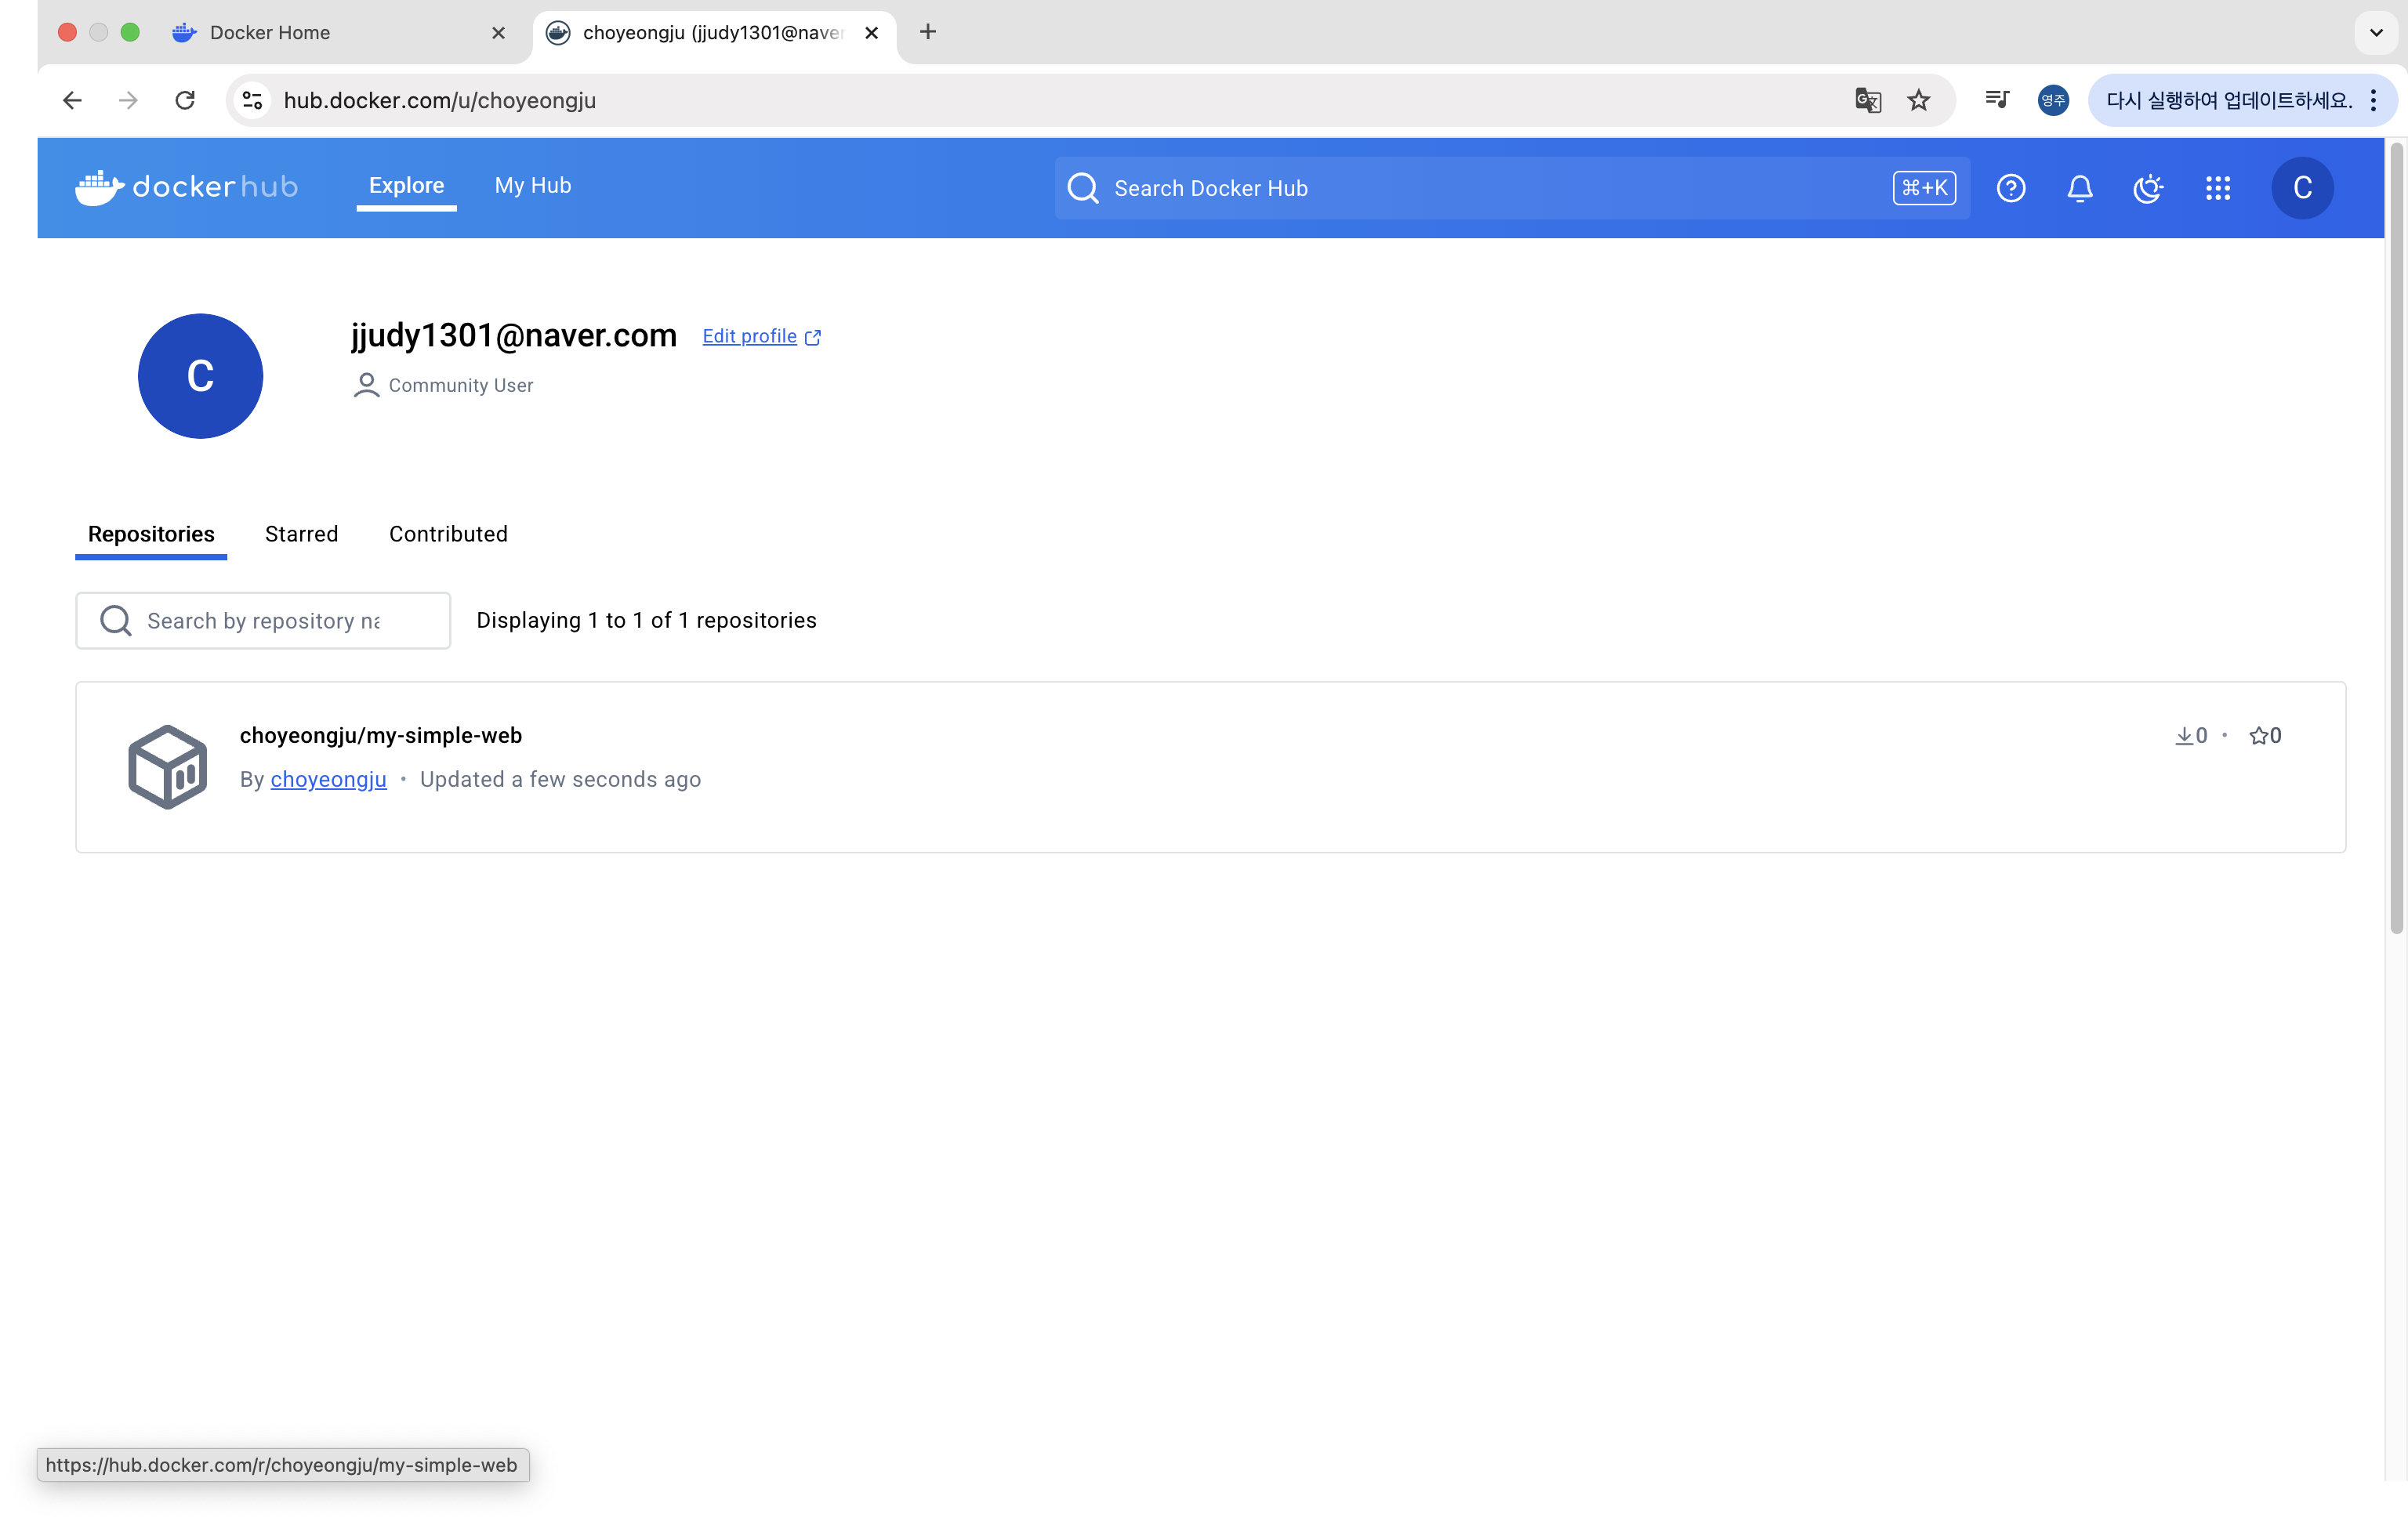 Docker Home
choyeongju (jjudy1301@naver
hub.docker.com/u/choyeongju
영주
다시 실행하여 업데이트하세요.
dockerhub
Explore
My Hub
Search Docker Hub
⌘+K
C
C
jjudy1301@naver.com
Edit profile
Community User
Repositories
Starred
Contributed
Search by repository na
Displaying 1 to 1 of 1 repositories
choyeongju/my-simple-web
0 • 0
By choyeongju • Updated a few seconds ago
https://hub.docker.com/r/choyeongju/my-simple-web